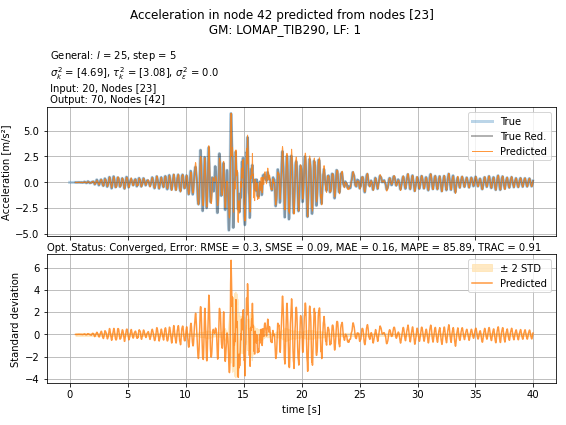 Acceleration in node 42 predicted from nodes [23]
GM: LOMAP_TIB290, LF: 1
General: l = 25, step = 5
σ²ₖ = [4.69], τ²ₖ = [3.08], σ²ε = 0.0
Input: 20, Nodes [23]
Output: 70, Nodes [42]
Acceleration [m/s²]
5.0
2.5
0.0
−2.5
−5.0
True
True Red.
Predicted
Opt. Status: Converged, Error: RMSE = 0.3, SMSE = 0.09, MAE = 0.16, MAPE = 85.89, TRAC = 0.91
Standard deviation
6
4
2
0
−2
−4
± 2 STD
Predicted
0 5 10 15 20 25 30 35 40
time [s]